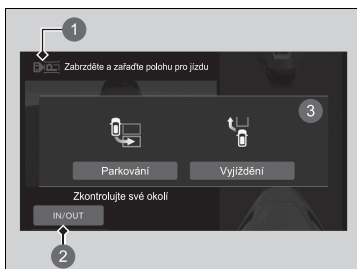 1
Zabrzděte a zařaďte polohu pro jízdu
3
Parkování
Vyjíždění
Zkontrolujte své okolí
IN/OUT
2